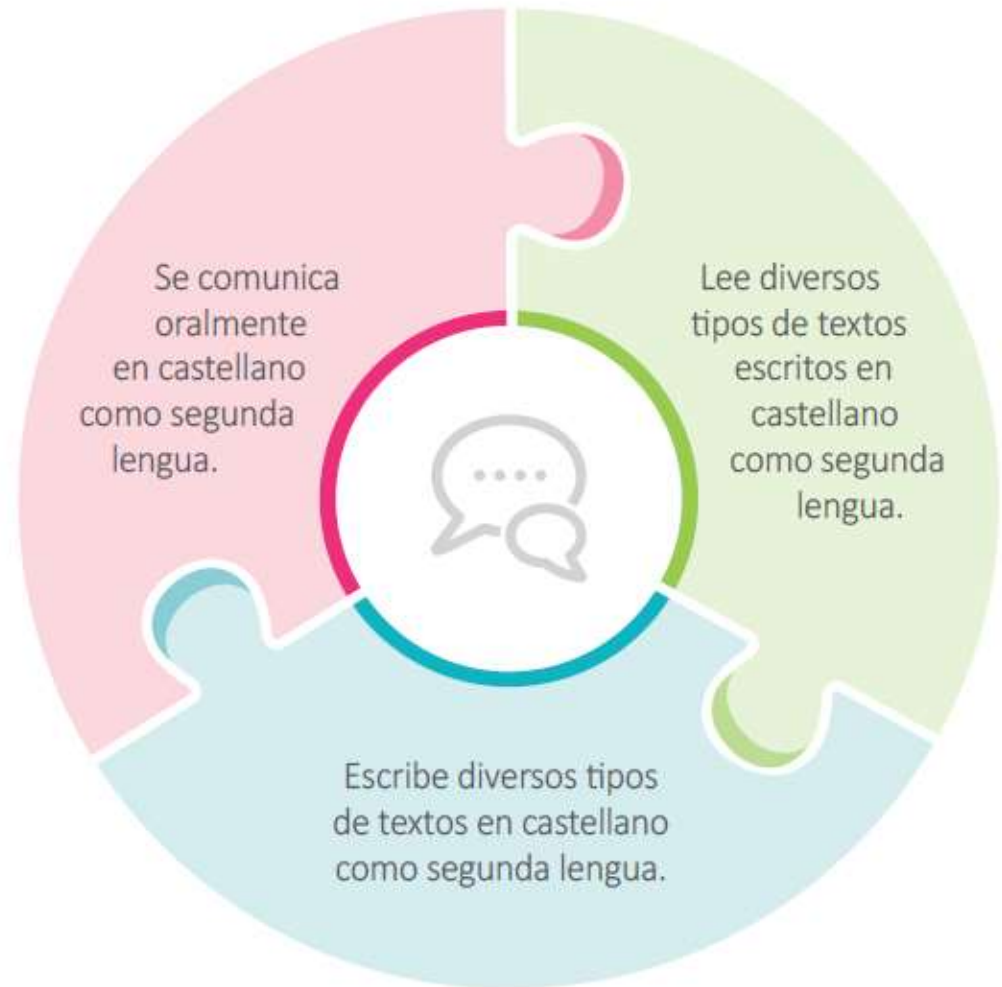 Se comunica
oralmente
en castellano
como segunda
lengua.
Lee diversos
tipos de textos
escritos en
castellano
como segunda
lengua.
Escribe diversos tipos
de textos en castellano
como segunda lengua.